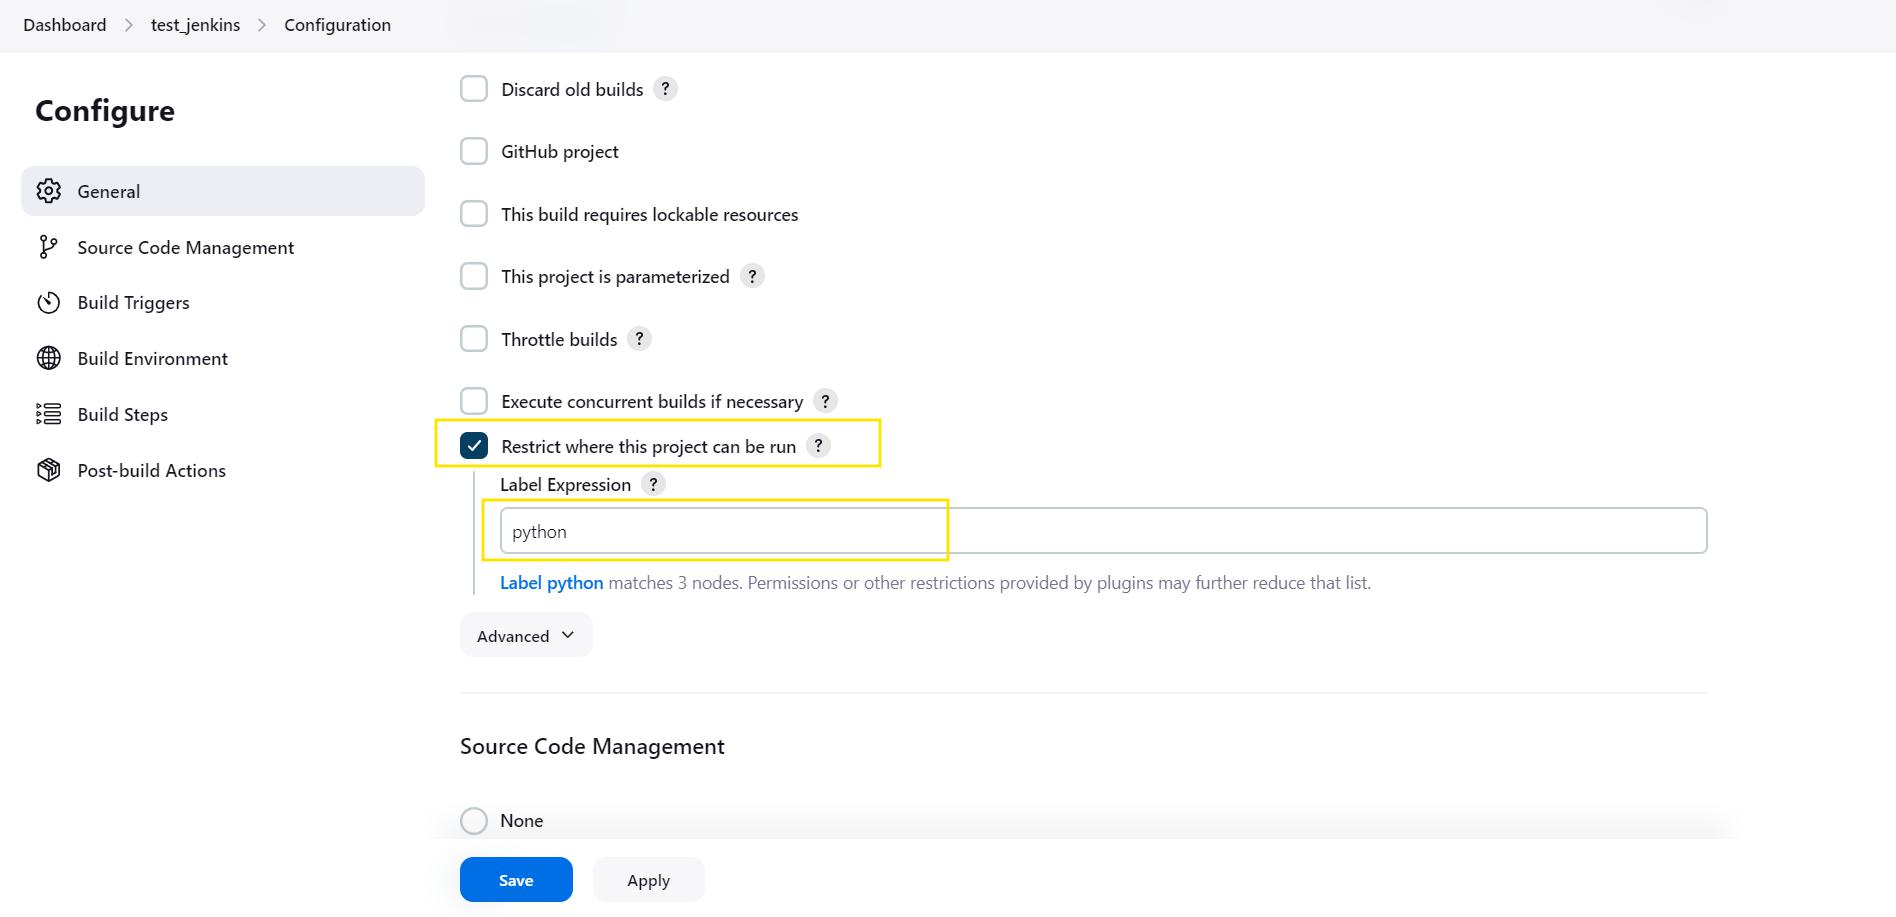 Dashboard > test_jenkins > Configuration
Configure
General
Source Code Management
Build Triggers
Build Environment
Build Steps
Post-build Actions
Discard old builds ?
GitHub project
This build requires lockable resources
This project is parameterized ?
Throttle builds ?
Execute concurrent builds if necessary ?
Restrict where this project can be run ?
Label Expression ?
python
Label python matches 3 nodes. Permissions or other restrictions provided by plugins may further reduce that list.
Advanced
Source Code Management
None
Save Apply